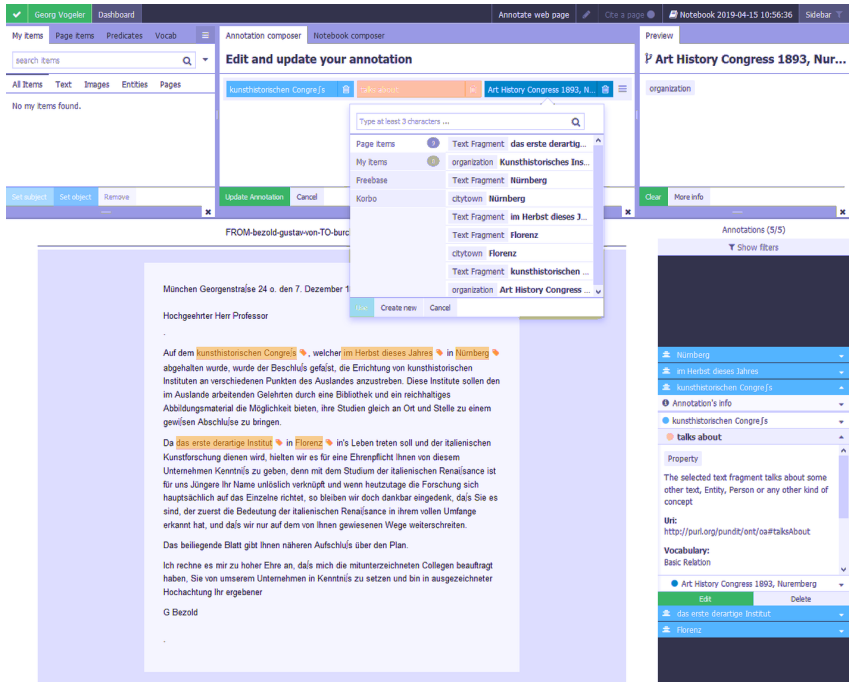 Georg Vogeler Dashboard Annotate web page Cite a page Notebook 2019-04-15 10:56:36 Sidebar
My items Page items Predicates Vocab
search items
All Items Text Images Entities Pages
No my items found.
Set subject Set object Remove
Annotation composer Notebook composer
Edit and update your annotation
kunsthistorischen Congreſs talks about Art History Congress 1893, N...
Type at least 3 characters ...
Page items 9
My items 0
Freebase
Korbo
Text Fragment das erste derartig...
organization Kunsthistorisches Ins...
Text Fragment Nürnberg
citytown Nürnberg
Text Fragment im Herbst dieses J...
Text Fragment Florenz
citytown Florenz
Text Fragment kunsthistorischen ...
organization Art History Congress ...
Use Create new Cancel
Update Annotation Cancel
Preview
Art History Congress 1893, Nur...
organization
Clear More info
FROM-bezold-gustav-von-TO-burc
München Georgenstraſse 24 o. den 7. Dezember 1
Hochgeehrter Herr Professor
.
Auf dem kunsthistorischen Congreſs , welcher im Herbst dieses Jahres in Nürnberg
abgehalten wurde, wurde der Beschluſs gefaſst, die Errichtung von kunsthistorischen
Instituten an verschiedenen Punkten des Auslandes anzustreben. Diese Institute sollen den
im Auslande arbeitenden Gelehrten durch eine Bibliothek und ein reichhaltiges
Abbildungsmaterial die Möglichkeit bieten, ihre Studien gleich an Ort und Stelle zu einem
gewiſsen Abschluſse zu bringen.
Da das erste derartige Institut in Florenz in's Leben treten soll und der italienischen
Kunstforschung dienen wird, hielten wir es für eine Ehrenpflicht Ihnen von diesem
Unternehmen Kenntniſs zu geben, denn mit dem Studium der italienischen Renaiſsance ist
für uns Jüngere Ihr Name unlöslich verknüpft und wenn heutzutage die Forschung sich
hauptsächlich auf das Einzelne richtet, so bleiben wir doch dankbar eingedenk, daſs Sie es
sind, der zuerst die Bedeutung der italienischen Renaiſsance in ihrem vollen Umfange
erkannt hat, und daſs wir nur auf dem von Ihnen gewiesenen Wege weiterschreiten.
Das beiliegende Blatt gibt Ihnen näheren Aufschluſs über den Plan.
Ich rechne es mir zu hoher Ehre an, daſs mich die mitunterzeichneten Collegen beauftragt
haben, Sie von umserem Unternehmen in Kenntniſs zu setzen und bin in ausgezeichneter
Hochachtung Ihr ergebener
G Bezold
.
Annotations (5/5)
Show filters
Nürnberg
im Herbst dieses Jahres
kunsthistorischen Congreſs
Annotation's info
kunsthistorischen Congreſs
talks about
Property
The selected text fragment talks about some
other text, Entity, Person or any other kind of
concept
Uri:
http://purl.org/pundit/ont/oa#talksAbout
Vocabulary:
Basic Relation
Art History Congress 1893, Nuremberg
Edit Delete
das erste derartige Institut
Florenz